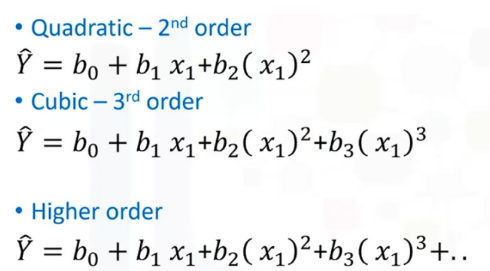 • Quadratic – 2nd order
Ŷ = b₀ + b₁ x₁+b₂( x₁)²
• Cubic – 3rd order
Ŷ = b₀ + b₁ x₁+b₂( x₁)²+b₃( x₁)³
• Higher order
Ŷ = b₀ + b₁ x₁+b₂( x₁)²+b₃( x₁)³+..